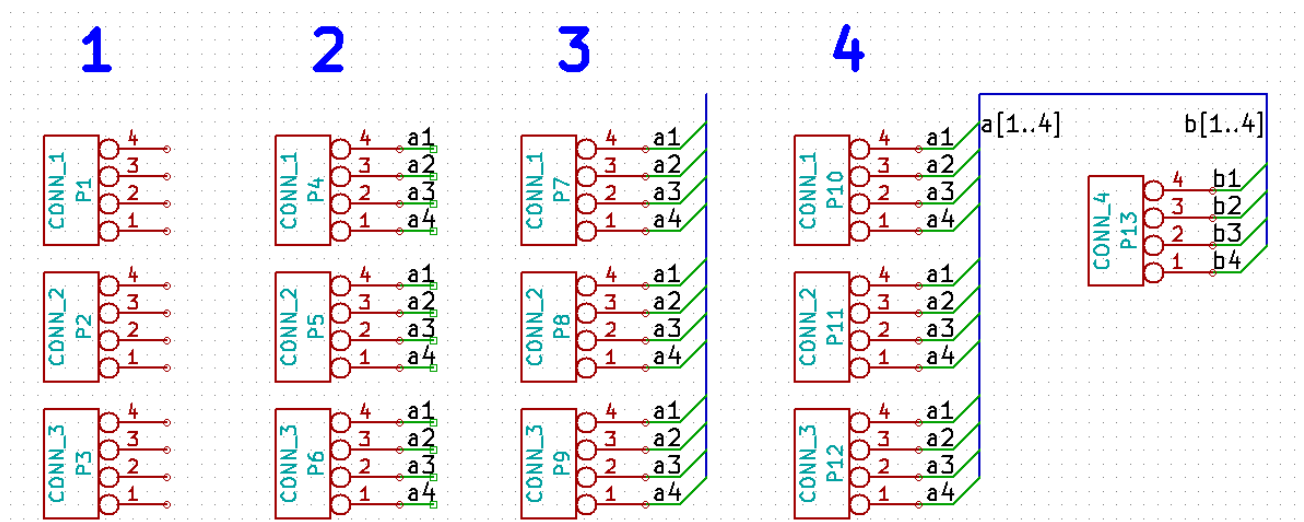 1 2 3 4
a[1..4] b[1..4]
CONN_1 P1 4 3 2 1
CONN_1 P4 4 a1 3 a2 2 a3 1 a4
CONN_1 P7 4 a1 3 a2 2 a3 1 a4
CONN_1 P10 4 a1 3 a2 2 a3 1 a4
CONN_4 P13 4 b1 3 b2 2 b3 1 b4
CONN_2 P2 4 3 2 1
CONN_2 P5 4 a1 3 a2 2 a3 1 a4
CONN_2 P8 4 a1 3 a2 2 a3 1 a4
CONN_2 P11 4 a1 3 a2 2 a3 1 a4
CONN_3 P3 4 3 2 1
CONN_3 P6 4 a1 3 a2 2 a3 1 a4
CONN_3 P9 4 a1 3 a2 2 a3 1 a4
CONN_3 P12 4 a1 3 a2 2 a3 1 a4